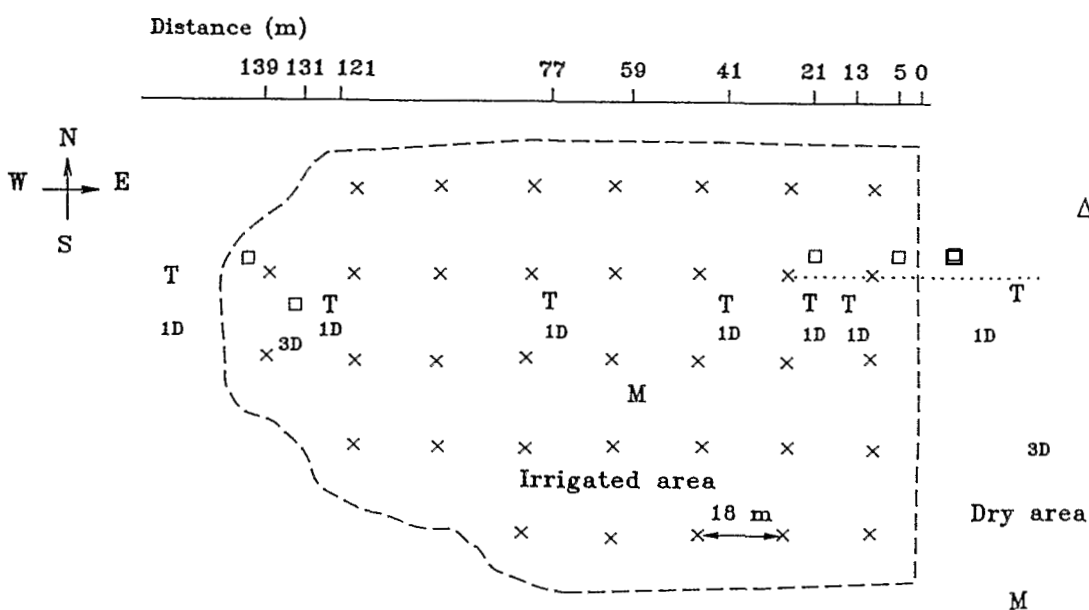 Distance (m)
139 131 121 77 59 41 21 13 5 0
N
W E
S
Δ
T
T T T T T T
1D 1D 1D 1D 1D 1D 1D
3D
M
3D
Irrigated area
18 m
Dry area
M